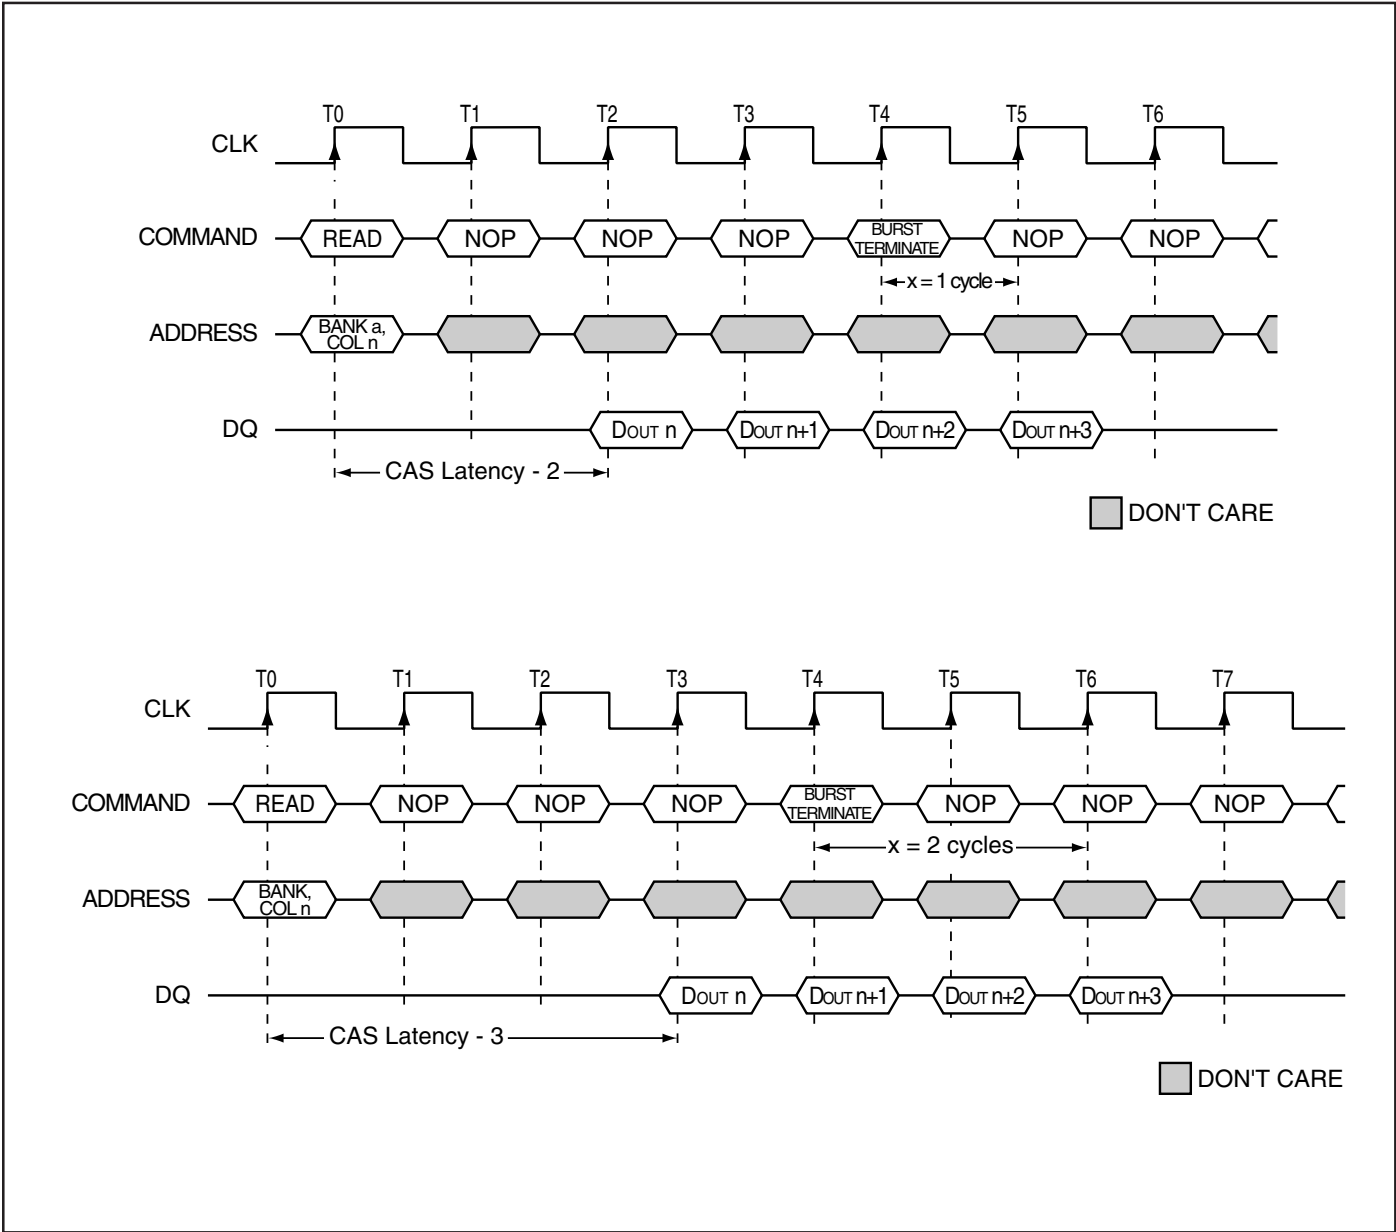 T0 T1 T2 T3 T4 T5 T6
CLK
COMMAND READ NOP NOP NOP BURST TERMINATE NOP NOP
x = 1 cycle
ADDRESS BANK a, COL n
DQ DOUT n DOUT n+1 DOUT n+2 DOUT n+3
CAS Latency - 2
DON'T CARE
T0 T1 T2 T3 T4 T5 T6 T7
CLK
COMMAND READ NOP NOP NOP BURST TERMINATE NOP NOP NOP
x = 2 cycles
ADDRESS BANK, COL n
DQ DOUT n DOUT n+1 DOUT n+2 DOUT n+3
CAS Latency - 3
DON'T CARE